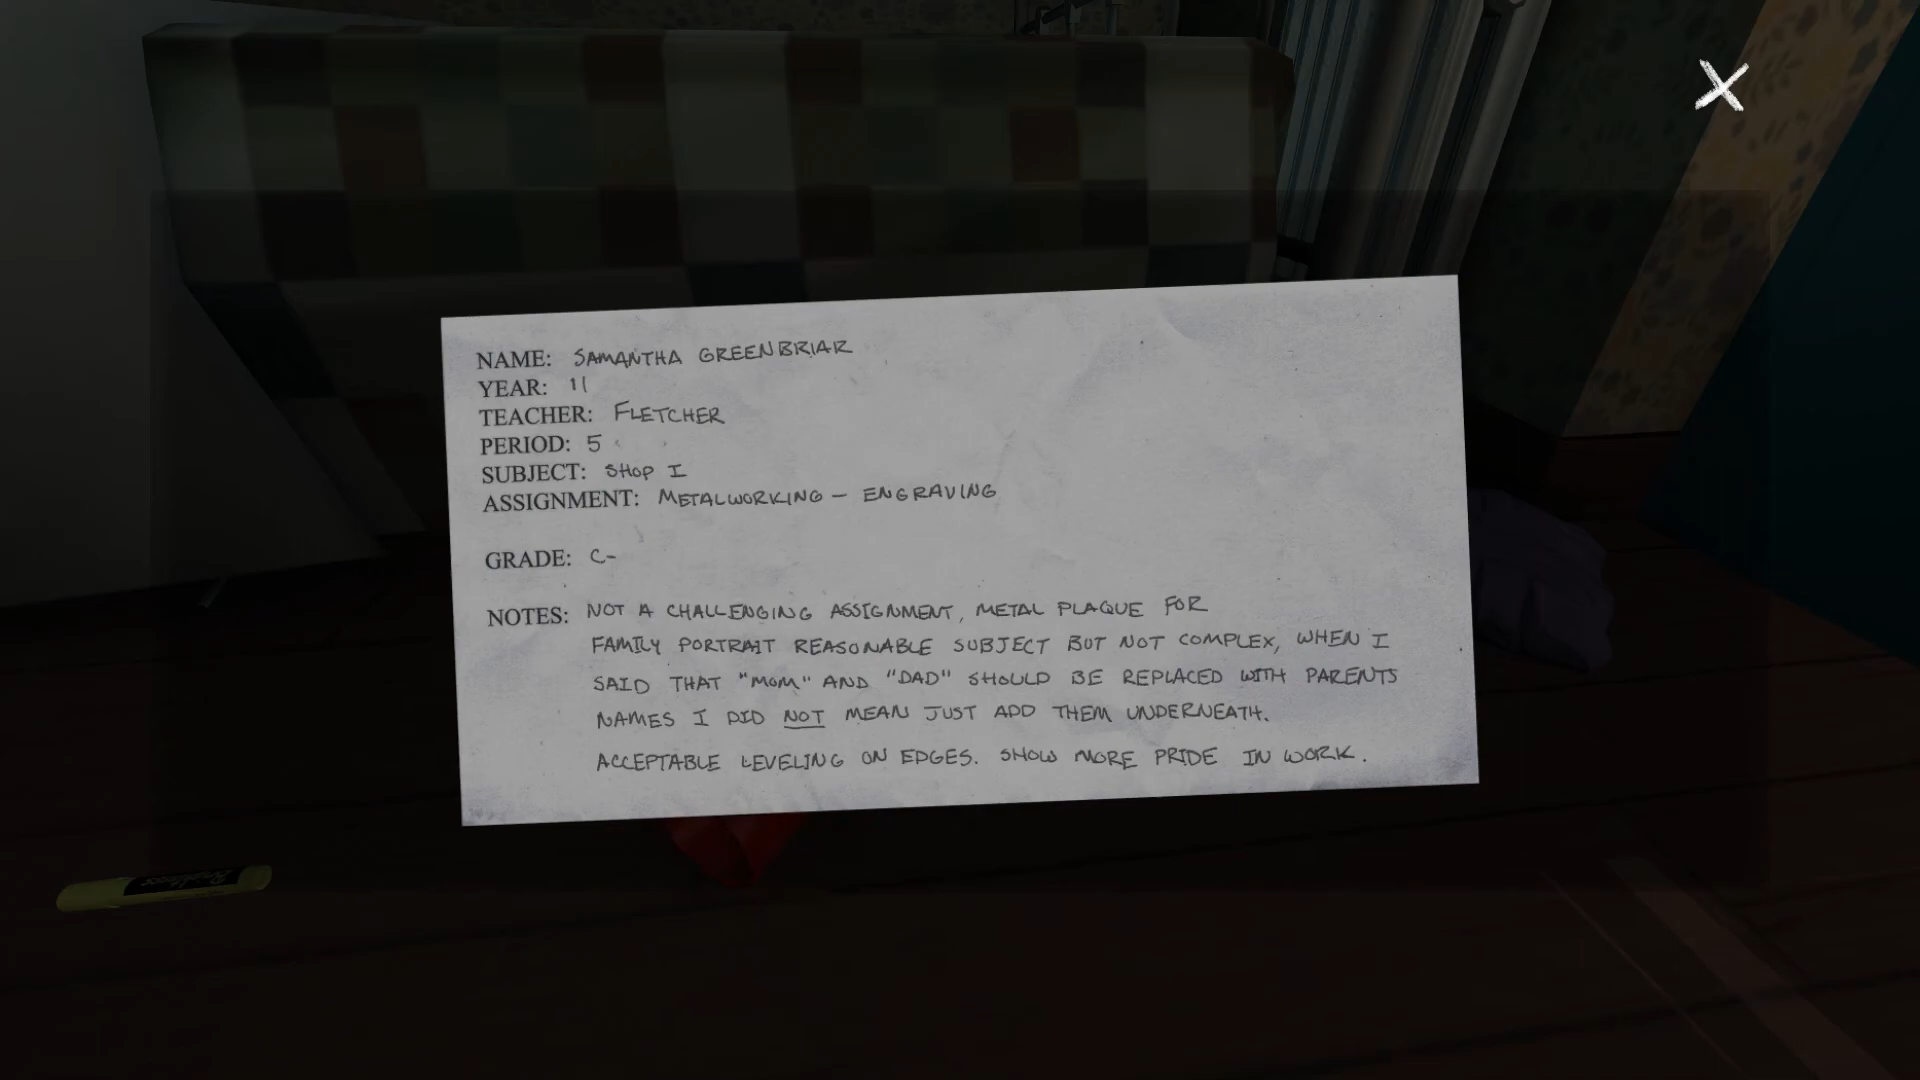 NAME: SAMANTHA GREENBRIAR
YEAR: 11
TEACHER: FLETCHER
PERIOD: 5
SUBJECT: SHOP I
ASSIGNMENT: METALWORKING – ENGRAVING
GRADE: C-
NOTES: NOT A CHALLENGING ASSIGNMENT, METAL PLAQUE FOR
FAMILY PORTRAIT REASONABLE SUBJECT BUT NOT COMPLEX, WHEN I
SAID THAT "MOM" AND "DAD" SHOULD BE REPLACED WITH PARENTS
NAMES I DID NOT MEAN JUST ADD THEM UNDERNEATH.
ACCEPTABLE LEVELING ON EDGES. SHOW MORE PRIDE IN WORK.